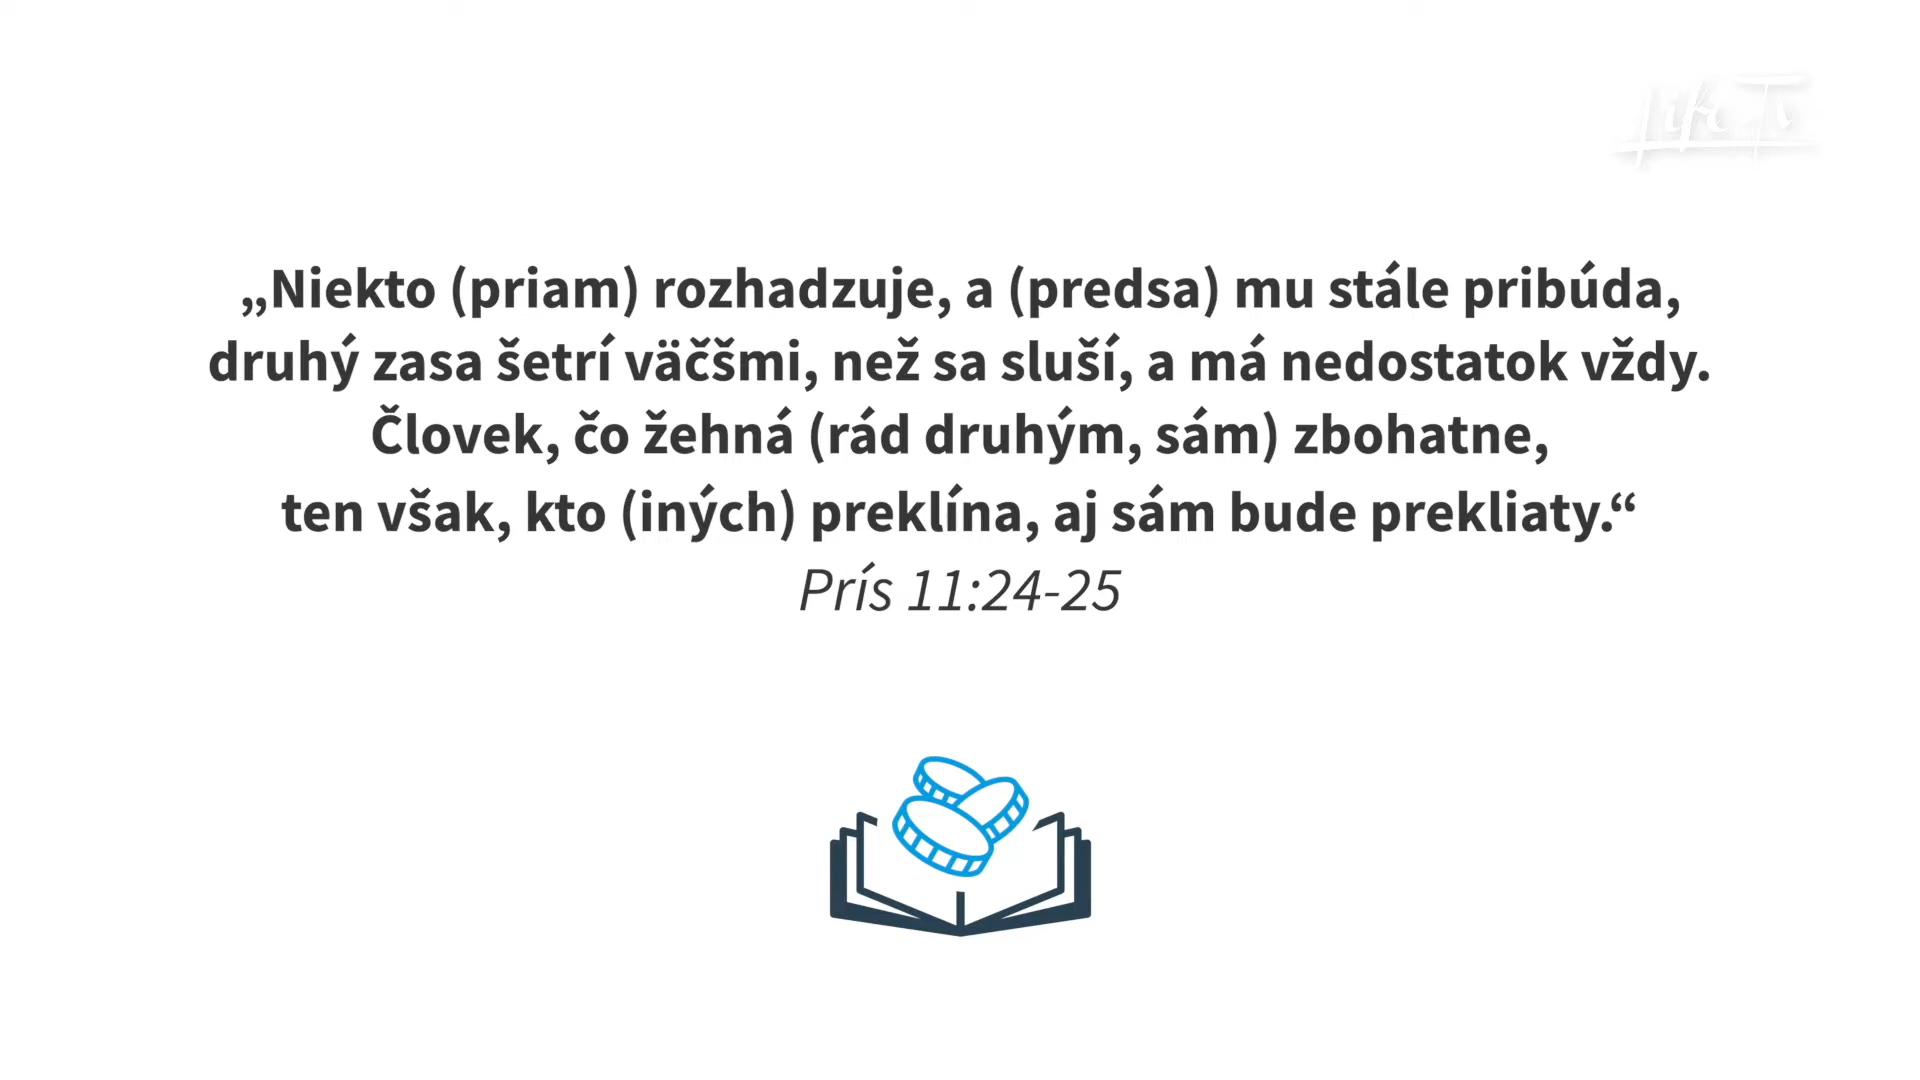 „Niekto (priam) rozhadzuje, a (predsa) mu stále pribúda,
druhý zasa šetrí väčšmi, než sa sluší, a má nedostatok vždy.
Človek, čo žehná (rád druhým, sám) zbohatne,
ten však, kto (iných) preklína, aj sám bude prekliaty.“
Prís 11:24-25